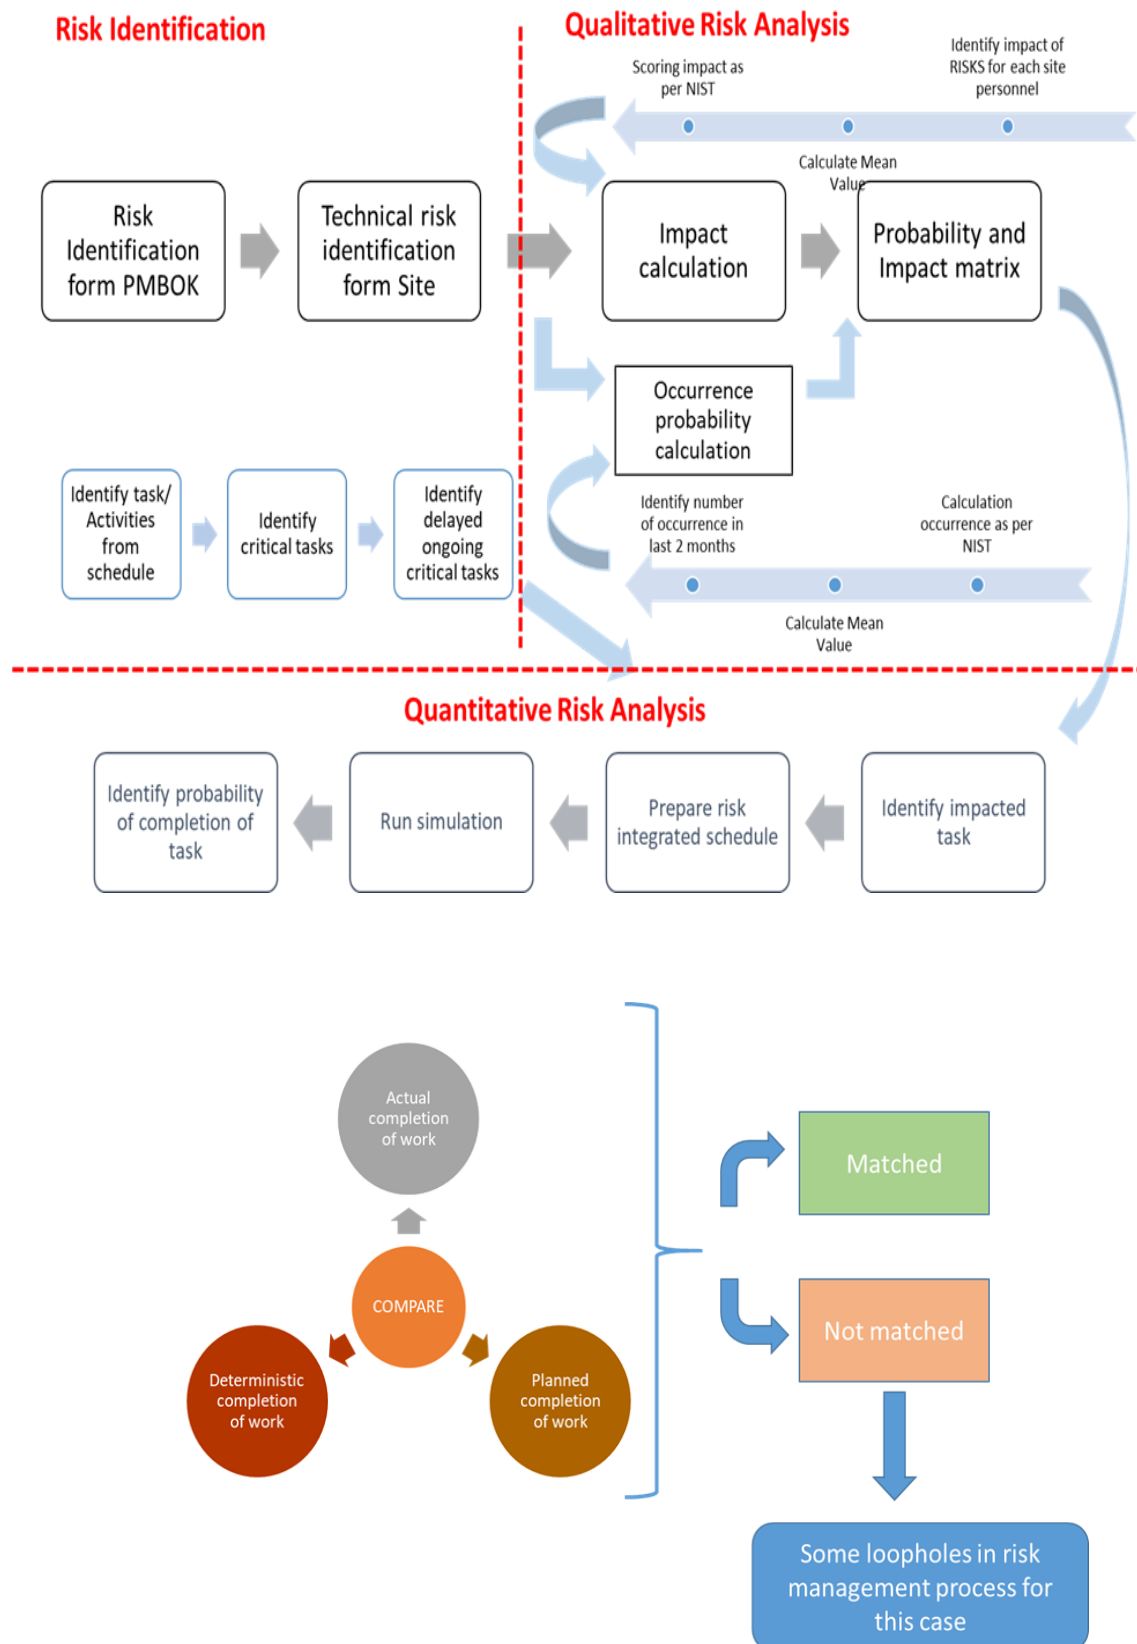 Risk Identification
Qualitative Risk Analysis
Scoring impact as
per NIST
Identify impact of
RISKS for each site
personnel
Calculate Mean
Value
Risk
Identification
form PMBOK
Technical risk
identification
form Site
Impact
calculation
Probability and
Impact matrix
Occurrence
probability
calculation
Identify task/
Activities
from
schedule
Identify
critical tasks
Identify
delayed
ongoing
critical tasks
Identify number
of occurrence in
last 2 months
Calculation
occurrence as per
NIST
Calculate Mean
Value
Quantitative Risk Analysis
Identify probability
of completion of
task
Run simulation
Prepare risk
integrated schedule
Identify impacted
task
Actual
completion
of work
COMPARE
Deterministic
completion
of work
Planned
completion
of work
Matched
Not matched
Some loopholes in risk
management process for
this case